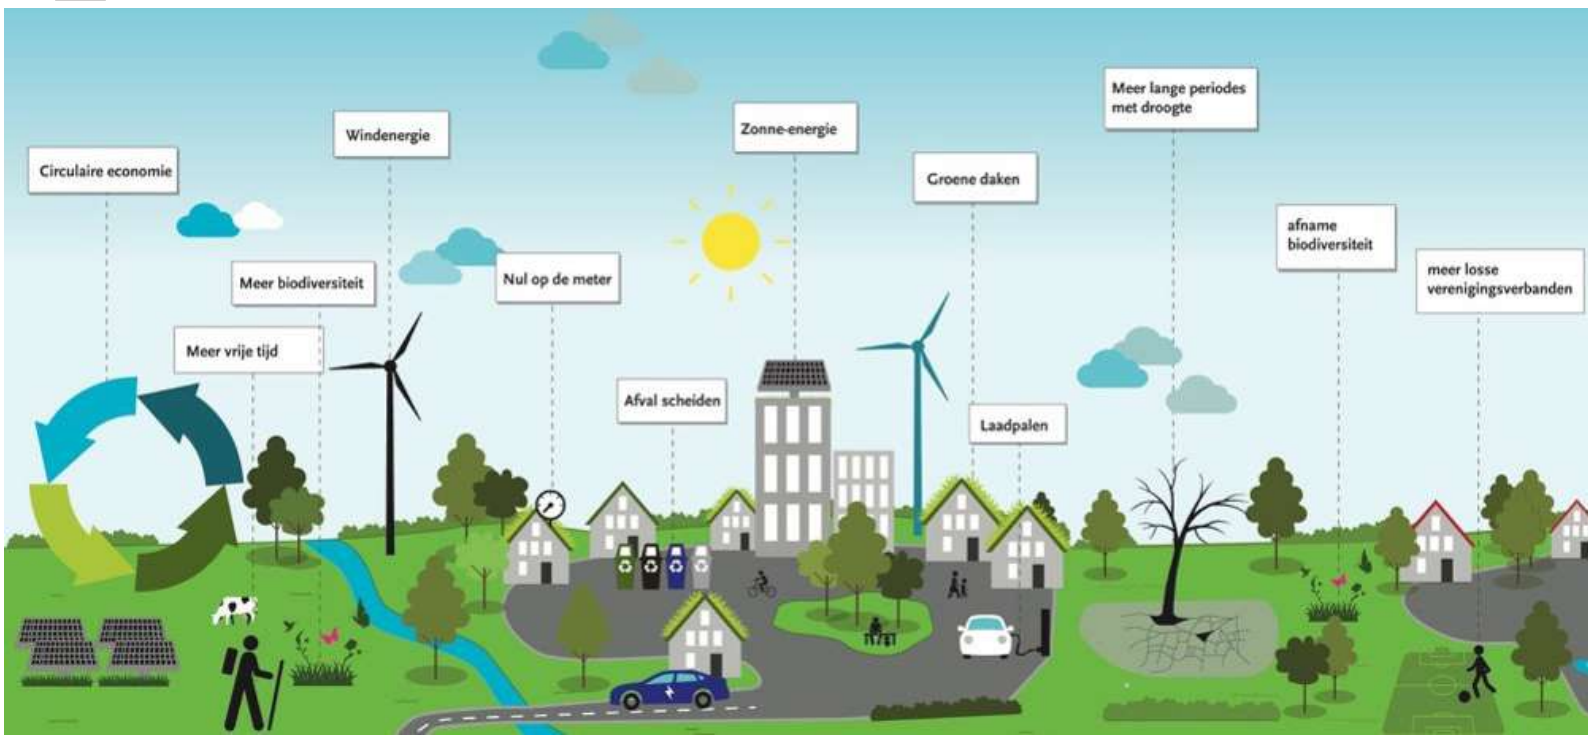 Circulaire economie
Meer vrije tijd
Meer biodiversiteit
Windenergie
Nul op de meter
Afval scheiden
Zonne-energie
Groene daken
Laadpalen
Meer lange periodes
met droogte
afname
biodiversiteit
meer losse
verenigingsverbanden